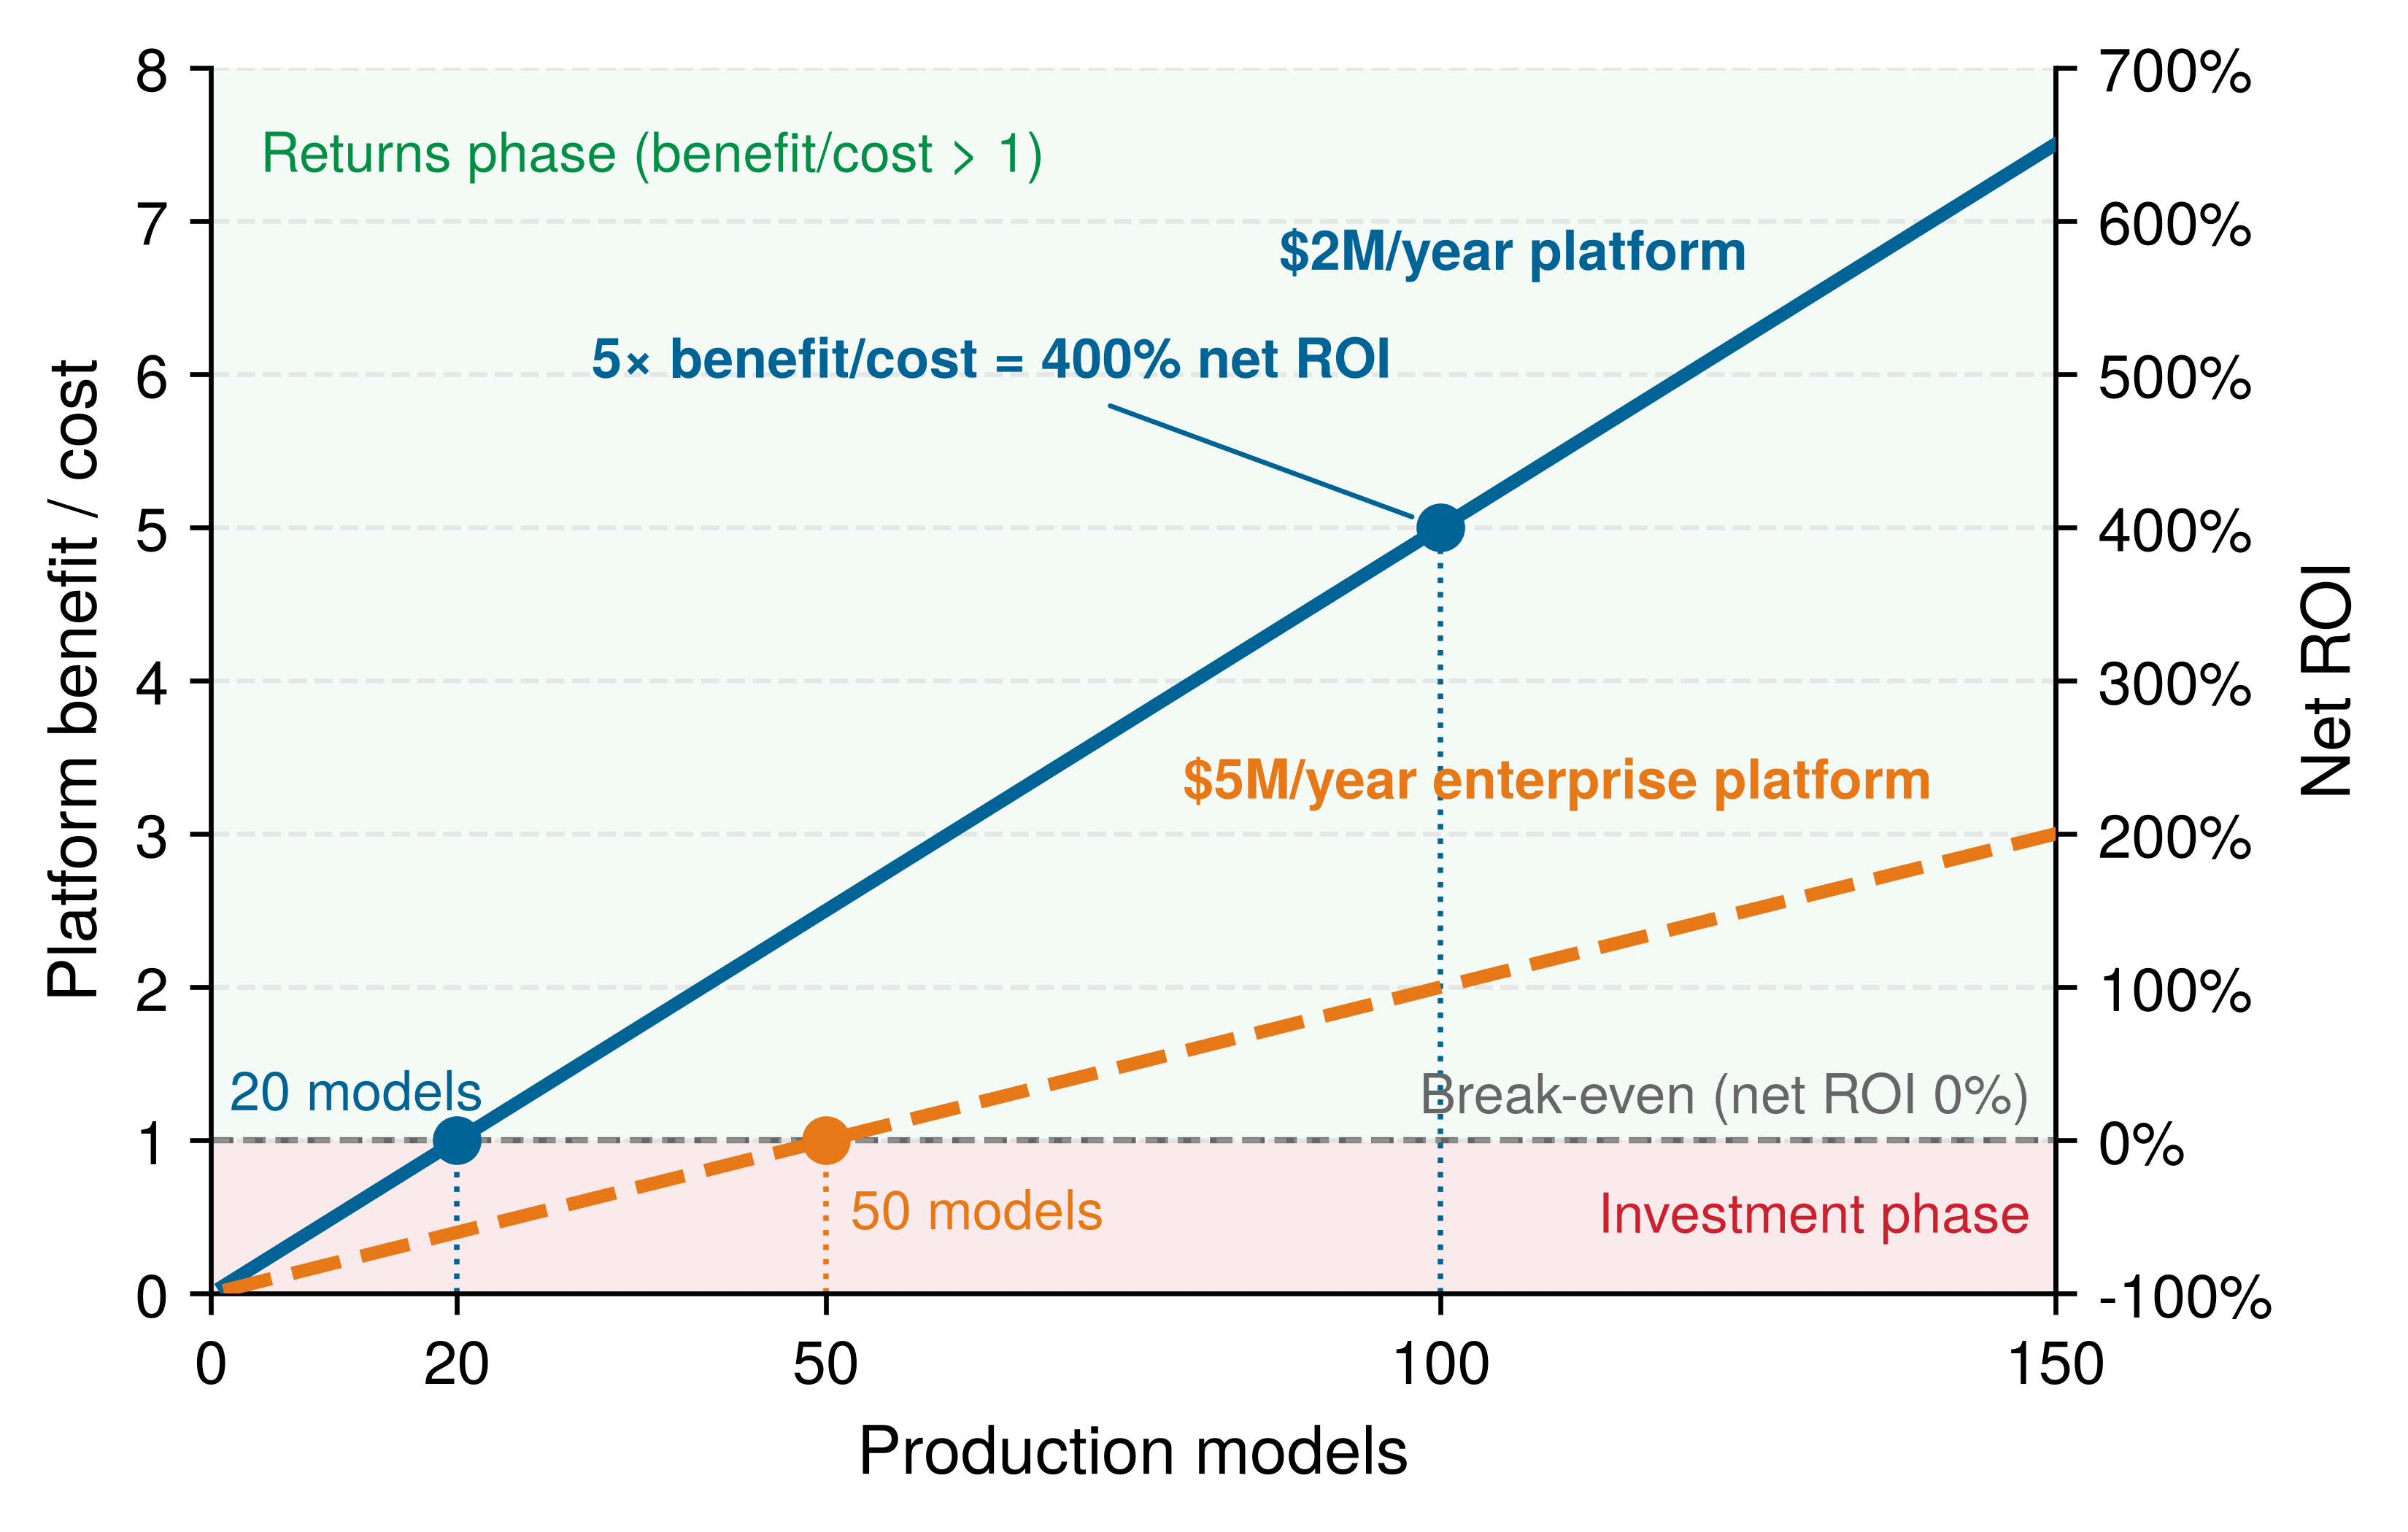 8
7
6
5
4
3
2
1
0
Platform benefit / cost
Returns phase (benefit/cost > 1)
$2M/year platform
5× benefit/cost = 400% net ROI
$5M/year enterprise platform
20 models
Break-even (net ROI 0%)
50 models
Investment phase
700%
600%
500%
400%
300%
200%
100%
0%
-100%
Net ROI
0
20
50
100
150
Production models